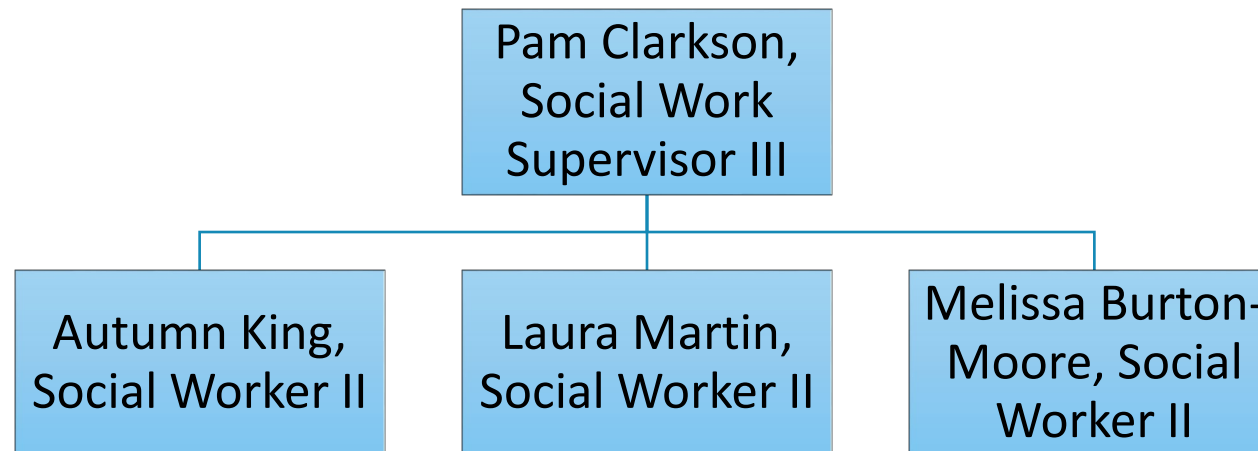 Pam Clarkson,
Social Work
Supervisor III
Autumn King,
Social Worker II
Laura Martin,
Social Worker II
Melissa Burton-
Moore, Social
Worker II